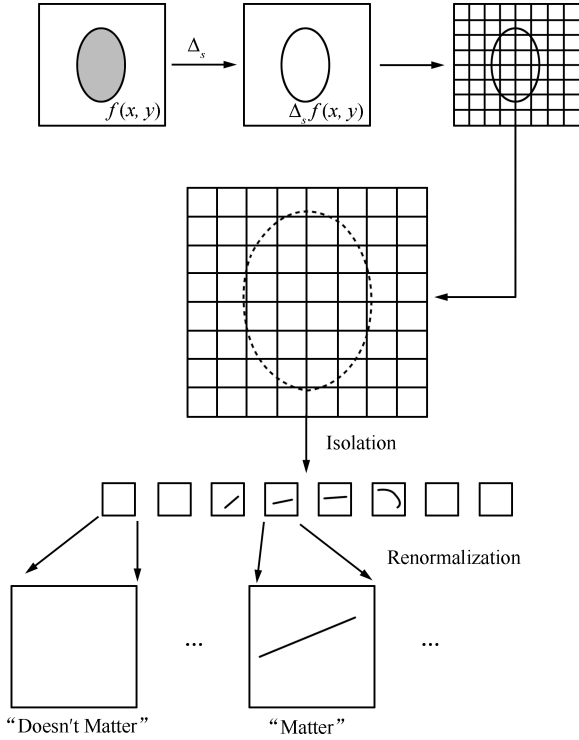 Δₛ
f(x, y)
Δₛ f(x, y)
Isolation
Renormalization
...
...
“Doesn't Matter”
“Matter”